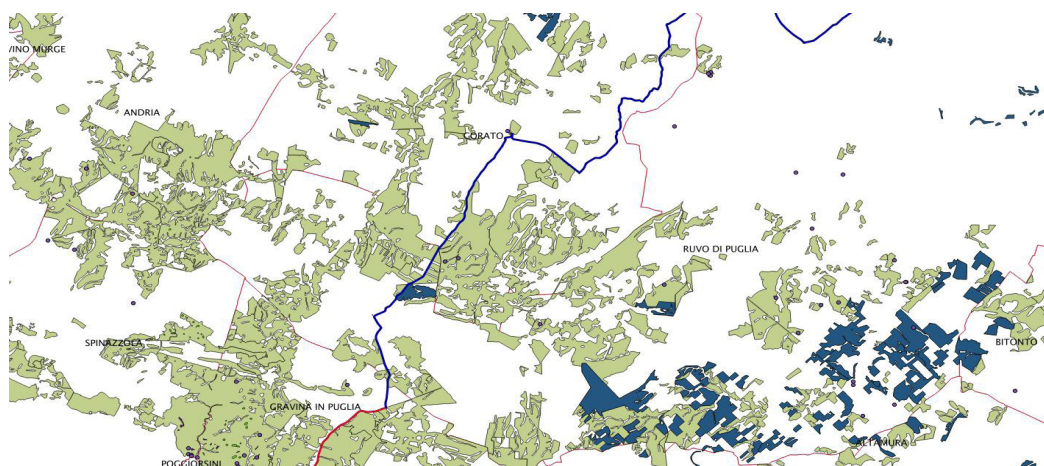 VINO MURGE
ANDRIA
CORATO
RUVO DI PUGLIA
SPINAZZOLA
BITONTO
GRAVINA IN PUGLIA
ALTAMURA
POGGIORSINI